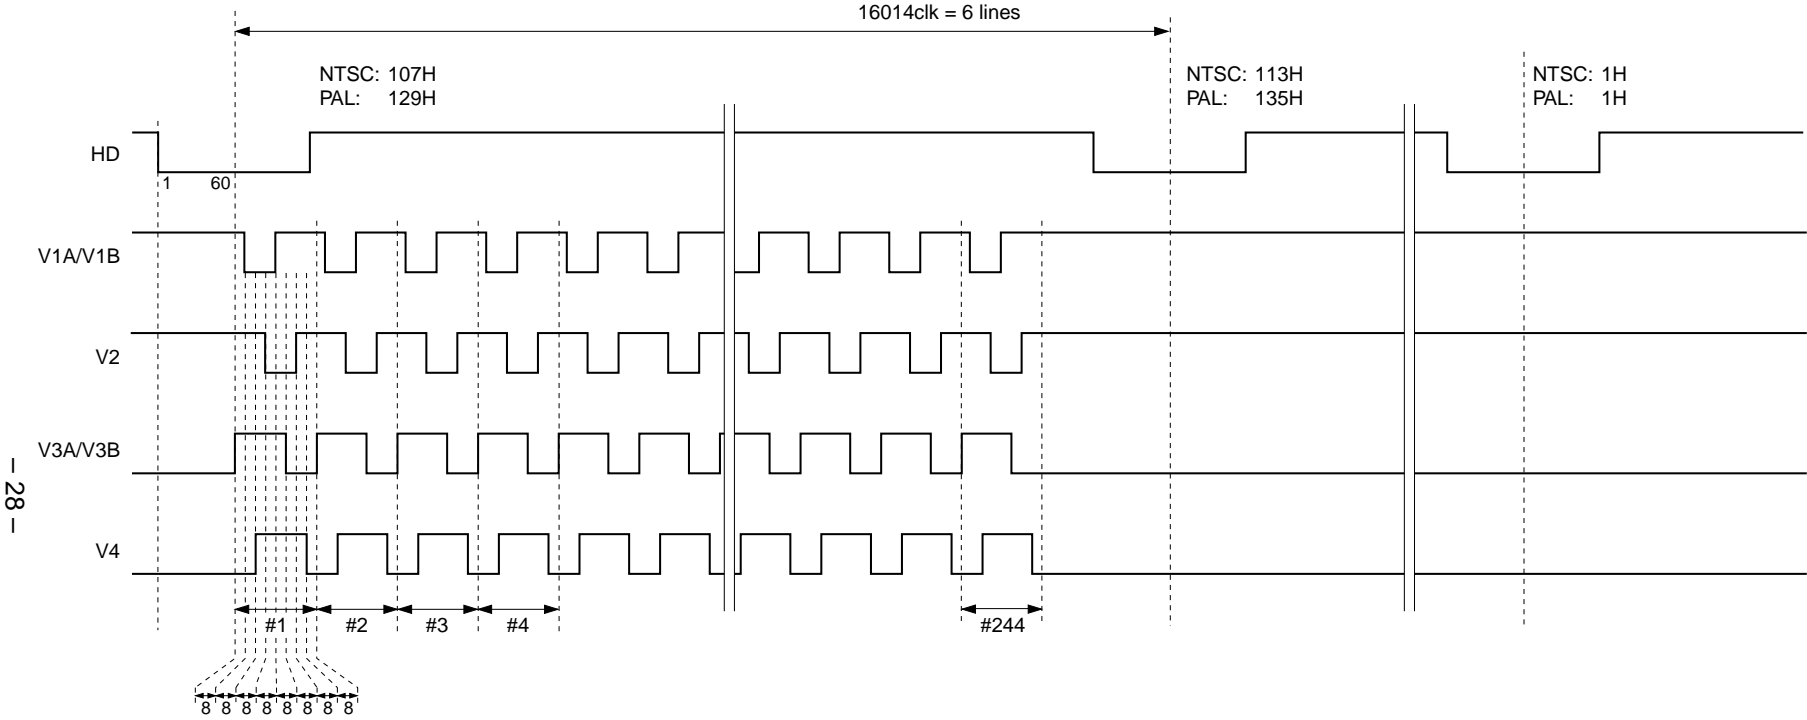 16014clk = 6 lines
NTSC: 107H
PAL: 129H
NTSC: 113H
PAL: 135H
NTSC: 1H
PAL: 1H
HD
1 60
V1A/V1B
V2
V3A/V3B
V4
#1 #2 #3 #4 #244
8 8 8 8 8 8 8 8
– 28 –